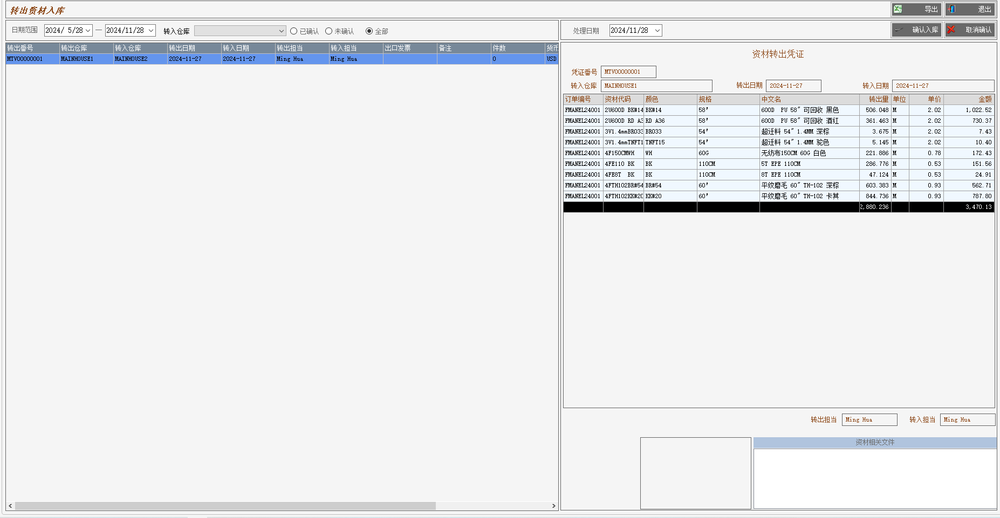 转出资材入库
导出 退出
日期范围 2024/ 5/28 — 2024/11/28 转入仓库 已确认 未确认 全部
处理日期 2024/11/28 确认入库 取消确认
转出番号 转出仓库 转入仓库 转出日期 转入日期 转出担当 转入担当 出口发票 备注 件数 货币
MTV00000001 MAINHOUSE1 MAINHOUSE2 2024-11-27 2024-11-27 Ming Hua Ming Hua 0 USD
资材转出凭证
凭证番号 MTV00000001
转入仓库 MAINHOUSE1 转出日期 2024-11-27 转入日期 2024-11-27
订单编号 资材代码 颜色 规格 中文名 转出量 单位 单价 金额
FMANEL24001 2U600D BK#14 BK#14 58" 600D PU 58" 可回收 黑色 506.048 M 2.02 1,022.52
FMANEL24001 2U600D RD A3 RD A36 58" 600D PU 58" 可回收 酒红 361.463 M 2.02 730.37
FMANEL24001 3V1.4mmBR033 BR033 54" 超迁料 54" 1.4MM 深棕 3.675 M 2.02 7.43
FMANEL24001 3V1.4mmTNFT1 TNFT15 54" 超迁料 54" 1.4MM 驼色 5.145 M 2.02 10.40
FMANEL24001 4F150CMWH WH 60G 无纺布150CM 60G 白色 221.886 M 0.78 172.43
FMANEL24001 4FE110 BK BK 110CM 5T EPE 110CM 286.776 M 0.53 151.56
FMANEL24001 4FE8T BK BK 110CM 8T EPE 110CM 47.124 M 0.53 24.91
FMANEL24001 4FTH102BR#54 BR#54 60" 平纹磨毛 60" TH-102 深棕 603.383 M 0.93 562.71
FMANEL24001 4FTH102KK#20 KK#20 60" 平纹磨毛 60" TH-102 卡其 844.736 M 0.93 787.80
2,880.236 3,470.13
转出担当 Ming Hua 转入担当 Ming Hua
资材相关文件